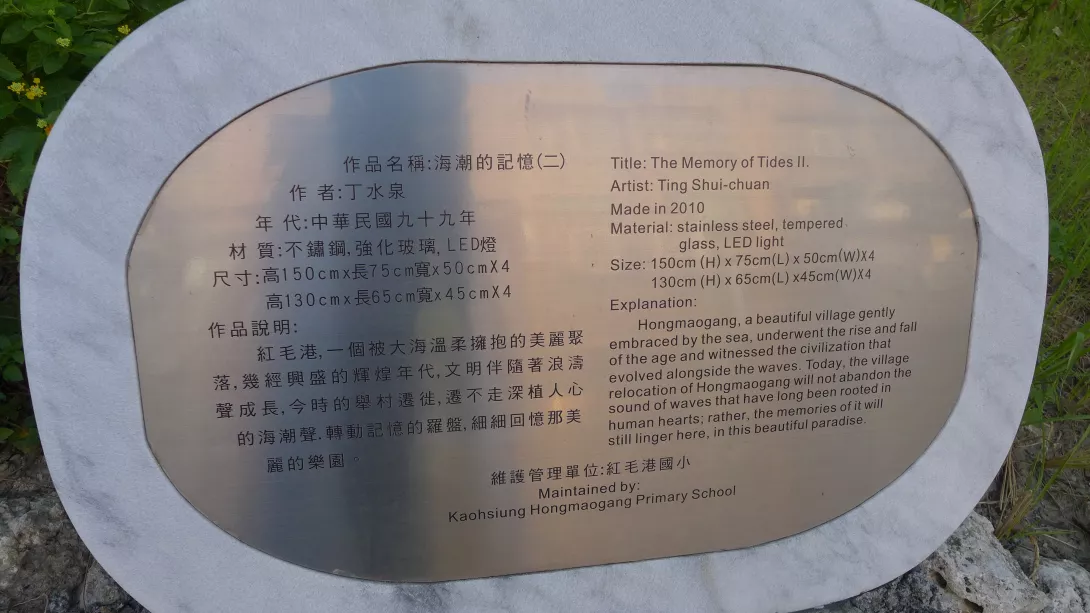 作品名稱:海潮的記憶(二)
作 者:丁水泉
年 代:中華民國九十九年
材 質:不鏽鋼,強化玻璃, LED燈
尺寸:高150cmx長75cm寬x50cmX4
高130cmx長65cm寬x45cmX4
作品說明:
紅毛港,一個被大海溫柔擁抱的美麗聚
落,幾經興盛的輝煌年代,文明伴隨著浪濤
聲成長,今時的舉村遷徙,遷不走深植人心
的海潮聲.轉動記憶的羅盤,細細回憶那美
麗的樂園。
Title: The Memory of Tides II.
Artist: Ting Shui-chuan
Made in 2010
Material: stainless steel, tempered
glass, LED light
Size: 150cm (H) x 75cm(L) x 50cm(W)X4
130cm (H) x 65cm(L) x45cm(W)X4
Explanation:
Hongmaogang, a beautiful village gently
embraced by the sea, underwent the rise and fall
of the age and witnessed the civilization that
evolved alongside the waves. Today, the village
relocation of Hongmaogang will not abandon the
sound of waves that have long been rooted in
human hearts; rather, the memories of it will
still linger here, in this beautiful paradise.
維護管理單位:紅毛港國小
Maintained by:
Kaohsiung Hongmaogang Primary School